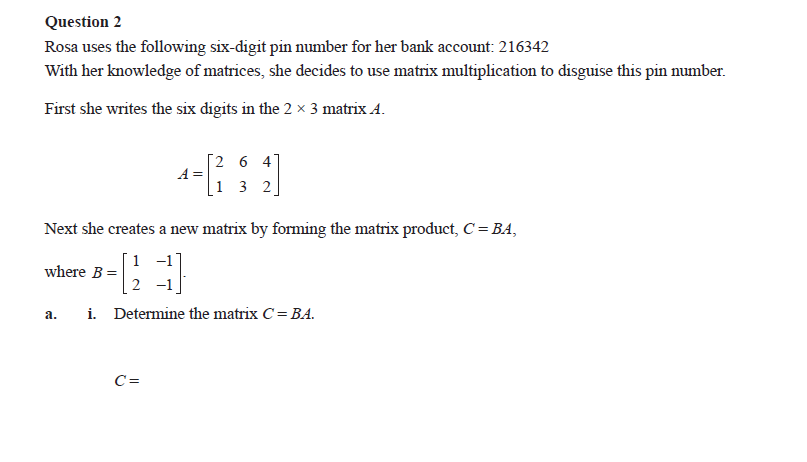 Question 2
Rosa uses the following six-digit pin number for her bank account: 216342
With her knowledge of matrices, she decides to use matrix multiplication to disguise this pin number.
First she writes the six digits in the 2 × 3 matrix A.
A = [2 6 4
1 3 2]
Next she creates a new matrix by forming the matrix product, C = BA,
where B = [1 −1
2 −1].
a. i. Determine the matrix C = BA.
C =